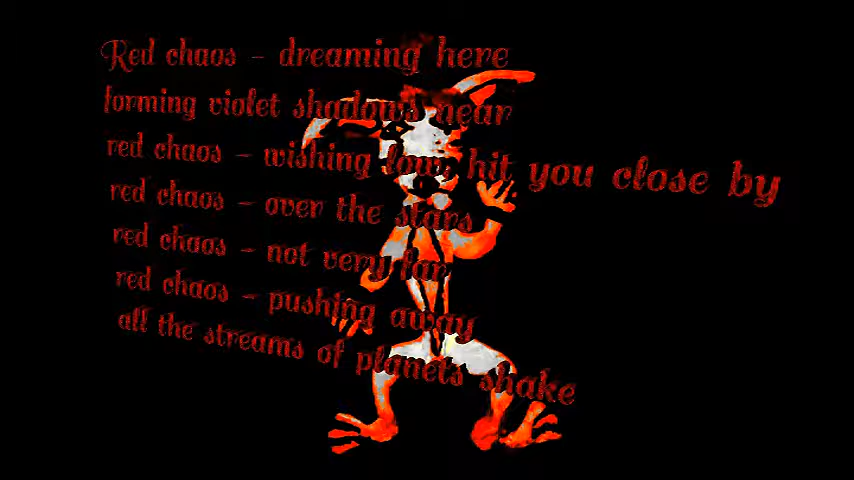 Red chaos - dreaming here
forming violet shadows near
red chaos - wishing low, hit you close by
red chaos - over the stars
red chaos - not very far
red chaos - pushing away
all the streams of planets shake